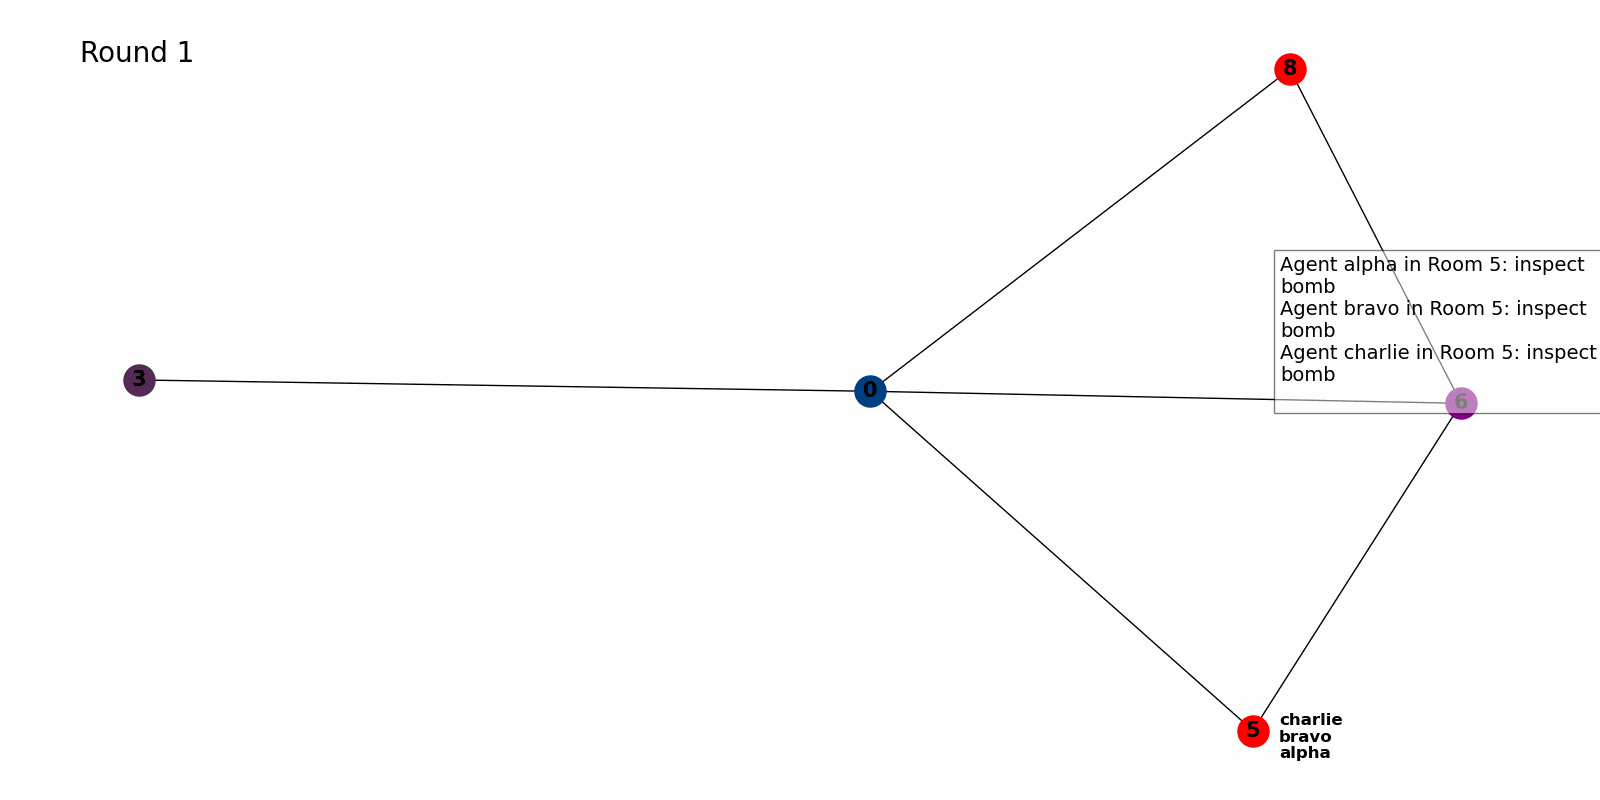 Round 1
8
Agent alpha in Room 5: inspect
bomb
Agent bravo in Room 5: inspect
bomb
Agent charlie in Room 5: inspect
bomb
3
0
6
5
charlie
bravo
alpha